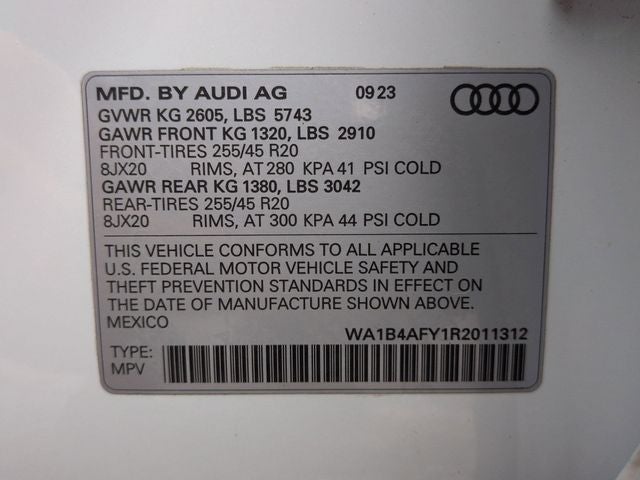 MFD. BY AUDI AG 09 23
GVWR KG 2605, LBS 5743
GAWR FRONT KG 1320, LBS 2910
FRONT-TIRES 255/45 R20
8JX20 RIMS, AT 280 KPA 41 PSI COLD
GAWR REAR KG 1380, LBS 3042
REAR-TIRES 255/45 R20
8JX20 RIMS, AT 300 KPA 44 PSI COLD
THIS VEHICLE CONFORMS TO ALL APPLICABLE
U.S. FEDERAL MOTOR VEHICLE SAFETY AND
THEFT PREVENTION STANDARDS IN EFFECT ON
THE DATE OF MANUFACTURE SHOWN ABOVE.
MEXICO
WA1B4AFY1R2011312
TYPE:
MPV